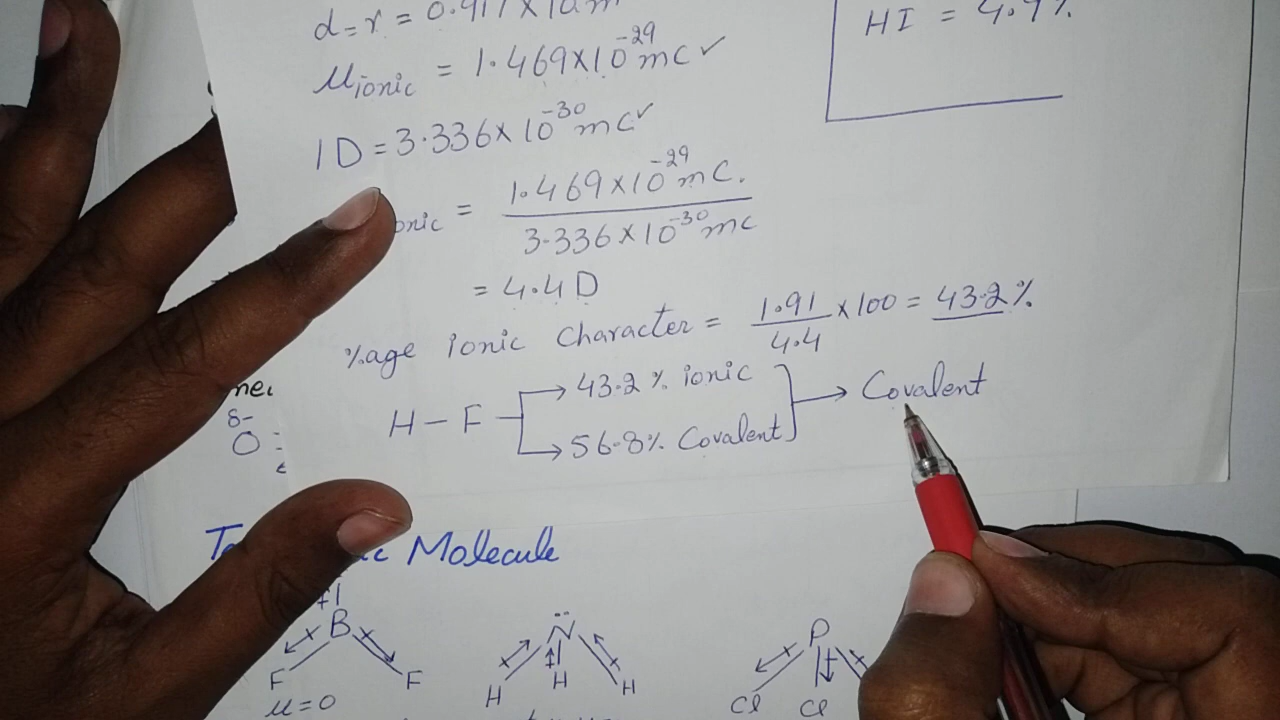 d=r = 0.917×10 m
HI = 4.9%
μionic = 1.469×10⁻²⁹ mC ✓
1D = 3.336×10⁻³⁰ mC ✓
onic = 1.469×10⁻²⁹ mC.
3.336×10⁻³⁰ mC
= 4.4 D
%age ionic Character = 1.91/4.4 ×100 = 43.2%
43.2% ionic
H – F → Covalent
56.8% Covalent
δ-
O
Molecule
B N P
F F H H H Cl Cl
μ=0